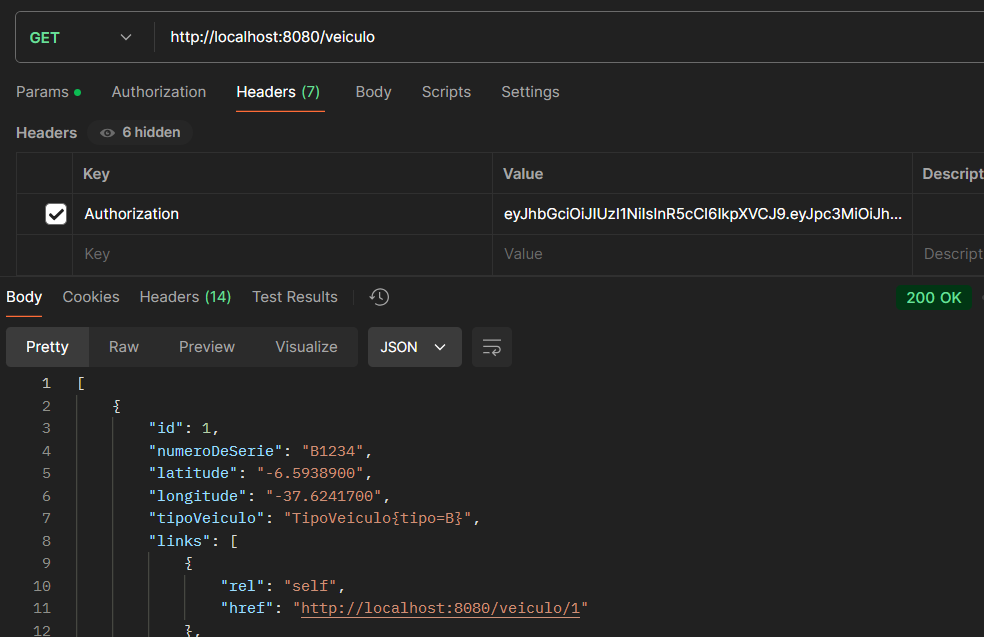 GET http://localhost:8080/veiculo
Params Authorization Headers (7) Body Scripts Settings
Headers 6 hidden
Key Value Descript
Authorization eyJhbGciOiJIUzI1NiIsInR5cCI6IkpXVCJ9.eyJpc3MiOiJh...
Key Value Descript
Body Cookies Headers (14) Test Results 200 OK
Pretty Raw Preview Visualize JSON
1 [
2 {
3 "id": 1,
4 "numeroDeSerie": "B1234",
5 "latitude": "-6.5938900",
6 "longitude": "-37.6241700",
7 "tipoVeiculo": "TipoVeiculo{tipo=B}",
8 "links": [
9 {
10 "rel": "self",
11 "href": "http://localhost:8080/veiculo/1"
12 },